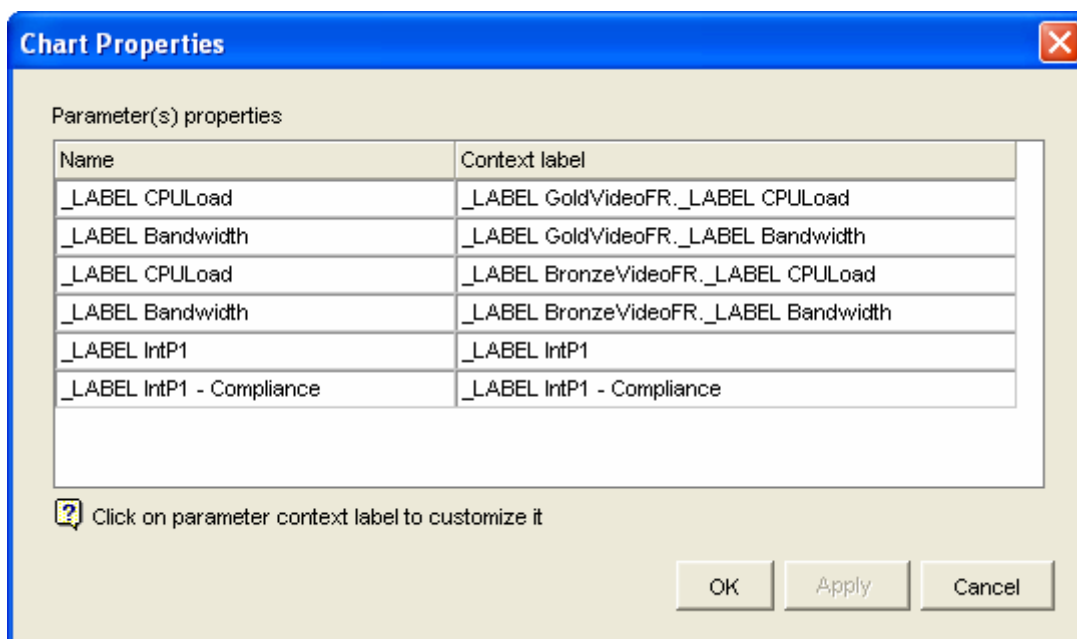 Chart Properties
Parameter(s) properties
Name Context label
_LABEL CPULoad _LABEL GoldVideoFR._LABEL CPULoad
_LABEL Bandwidth _LABEL GoldVideoFR._LABEL Bandwidth
_LABEL CPULoad _LABEL BronzeVideoFR._LABEL CPULoad
_LABEL Bandwidth _LABEL BronzeVideoFR._LABEL Bandwidth
_LABEL IntP1 _LABEL IntP1
_LABEL IntP1 - Compliance _LABEL IntP1 - Compliance
? Click on parameter context label to customize it
OK Apply Cancel